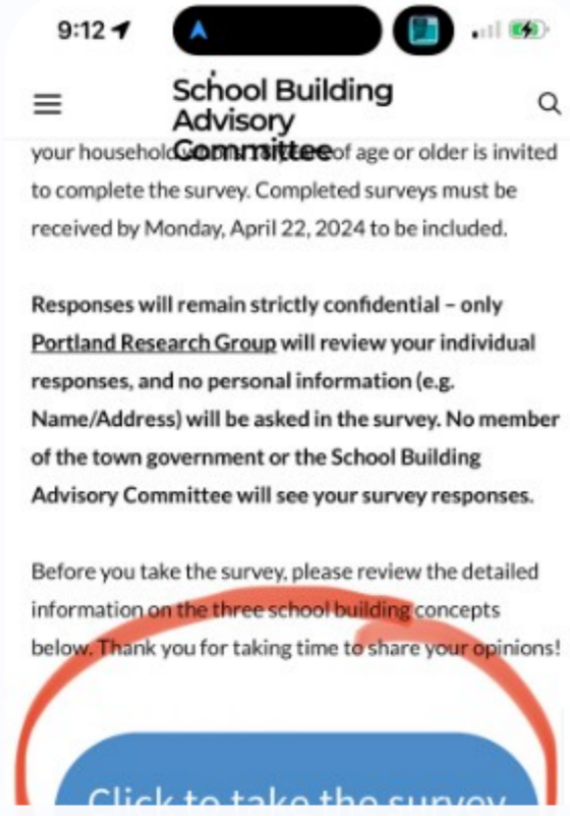 9:12
School Building
Advisory
Committee
your household of age or older is invited
to complete the survey. Completed surveys must be
received by Monday, April 22, 2024 to be included.
Responses will remain strictly confidential – only
Portland Research Group will review your individual
responses, and no personal information (e.g.
Name/Address) will be asked in the survey. No member
of the town government or the School Building
Advisory Committee will see your survey responses.
Before you take the survey, please review the detailed
information on the three school building concepts
below. Thank you for taking time to share your opinions!
Click to take the survey